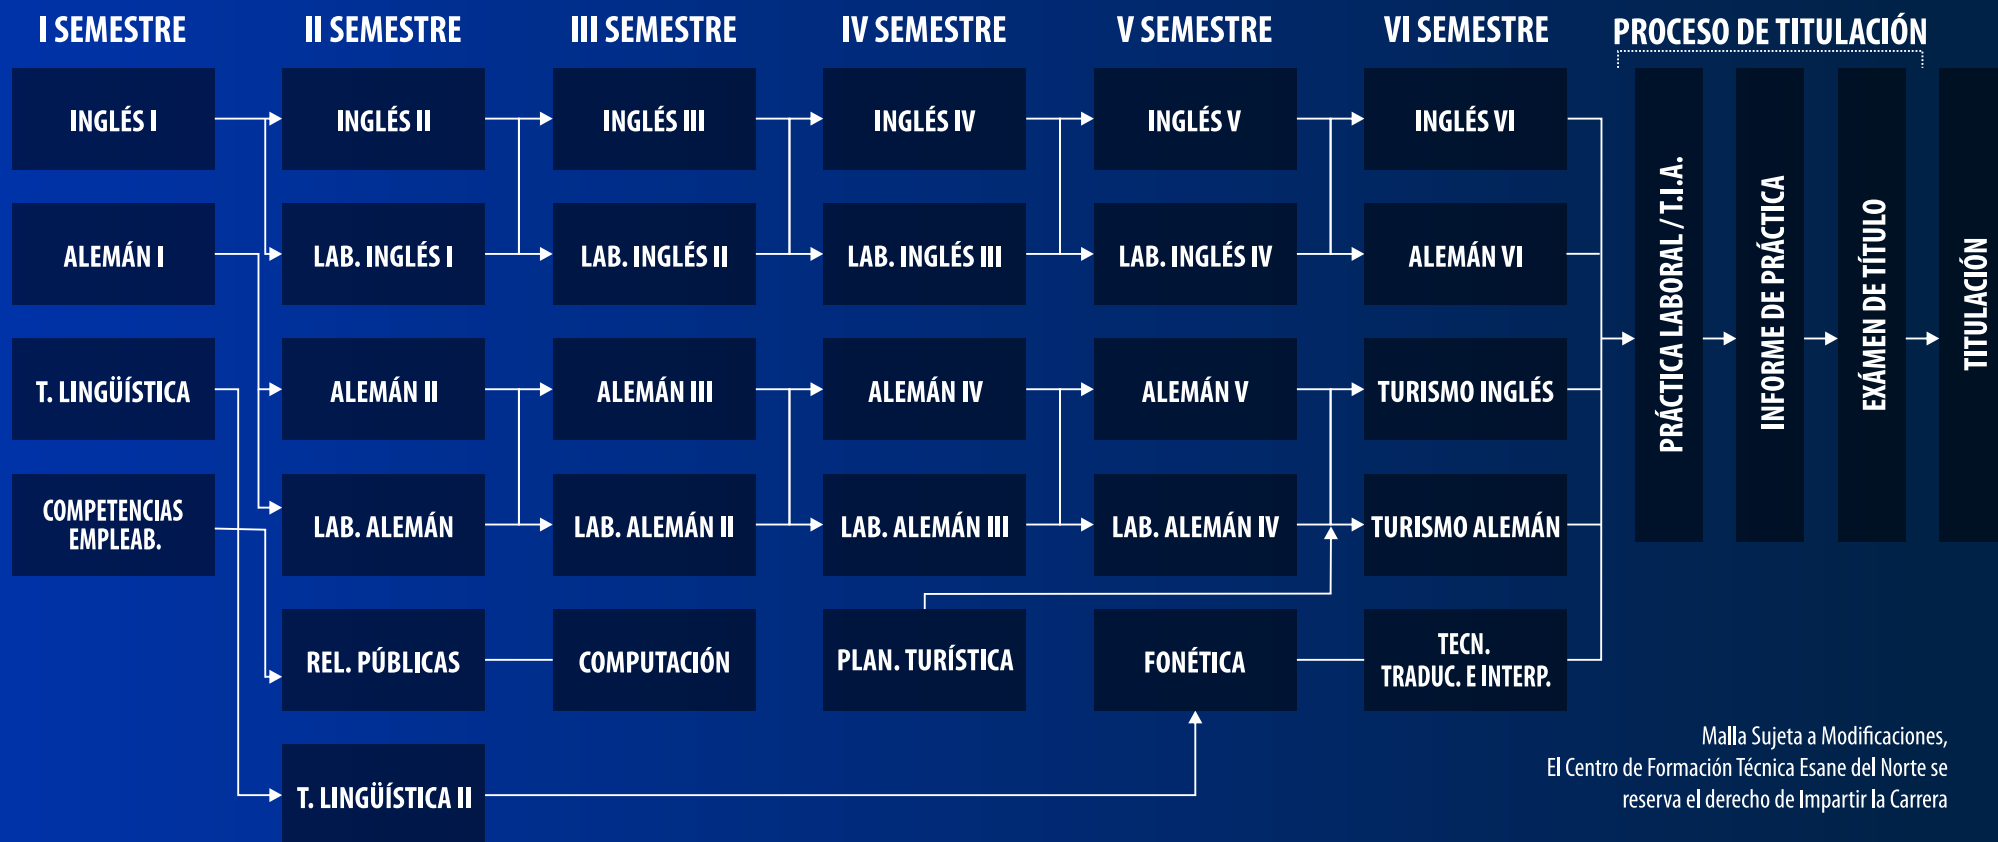 I SEMESTRE
II SEMESTRE
III SEMESTRE
IV SEMESTRE
V SEMESTRE
VI SEMESTRE
PROCESO DE TITULACIÓN
INGLÉS I
INGLÉS II
INGLÉS III
INGLÉS IV
INGLÉS V
INGLÉS VI
ALEMÁN I
LAB. INGLÉS I
LAB. INGLÉS II
LAB. INGLÉS III
LAB. INGLÉS IV
ALEMÁN VI
T. LINGÜÍSTICA
ALEMÁN II
ALEMÁN III
ALEMÁN IV
ALEMÁN V
TURISMO INGLÉS
COMPETENCIAS
EMPLEAB.
LAB. ALEMÁN
LAB. ALEMÁN II
LAB. ALEMÁN III
LAB. ALEMÁN IV
TURISMO ALEMÁN
REL. PÚBLICAS
COMPUTACIÓN
PLAN. TURÍSTICA
FONÉTICA
TECN.
TRADUC. E INTERP.
T. LINGÜÍSTICA II
PRÁCTICA LABORAL / T.I.A.
INFORME DE PRÁCTICA
EXÁMEN DE TÍTULO
TITULACIÓN
Malla Sujeta a Modificaciones,
El Centro de Formación Técnica Esane del Norte se
reserva el derecho de Impartir la Carrera